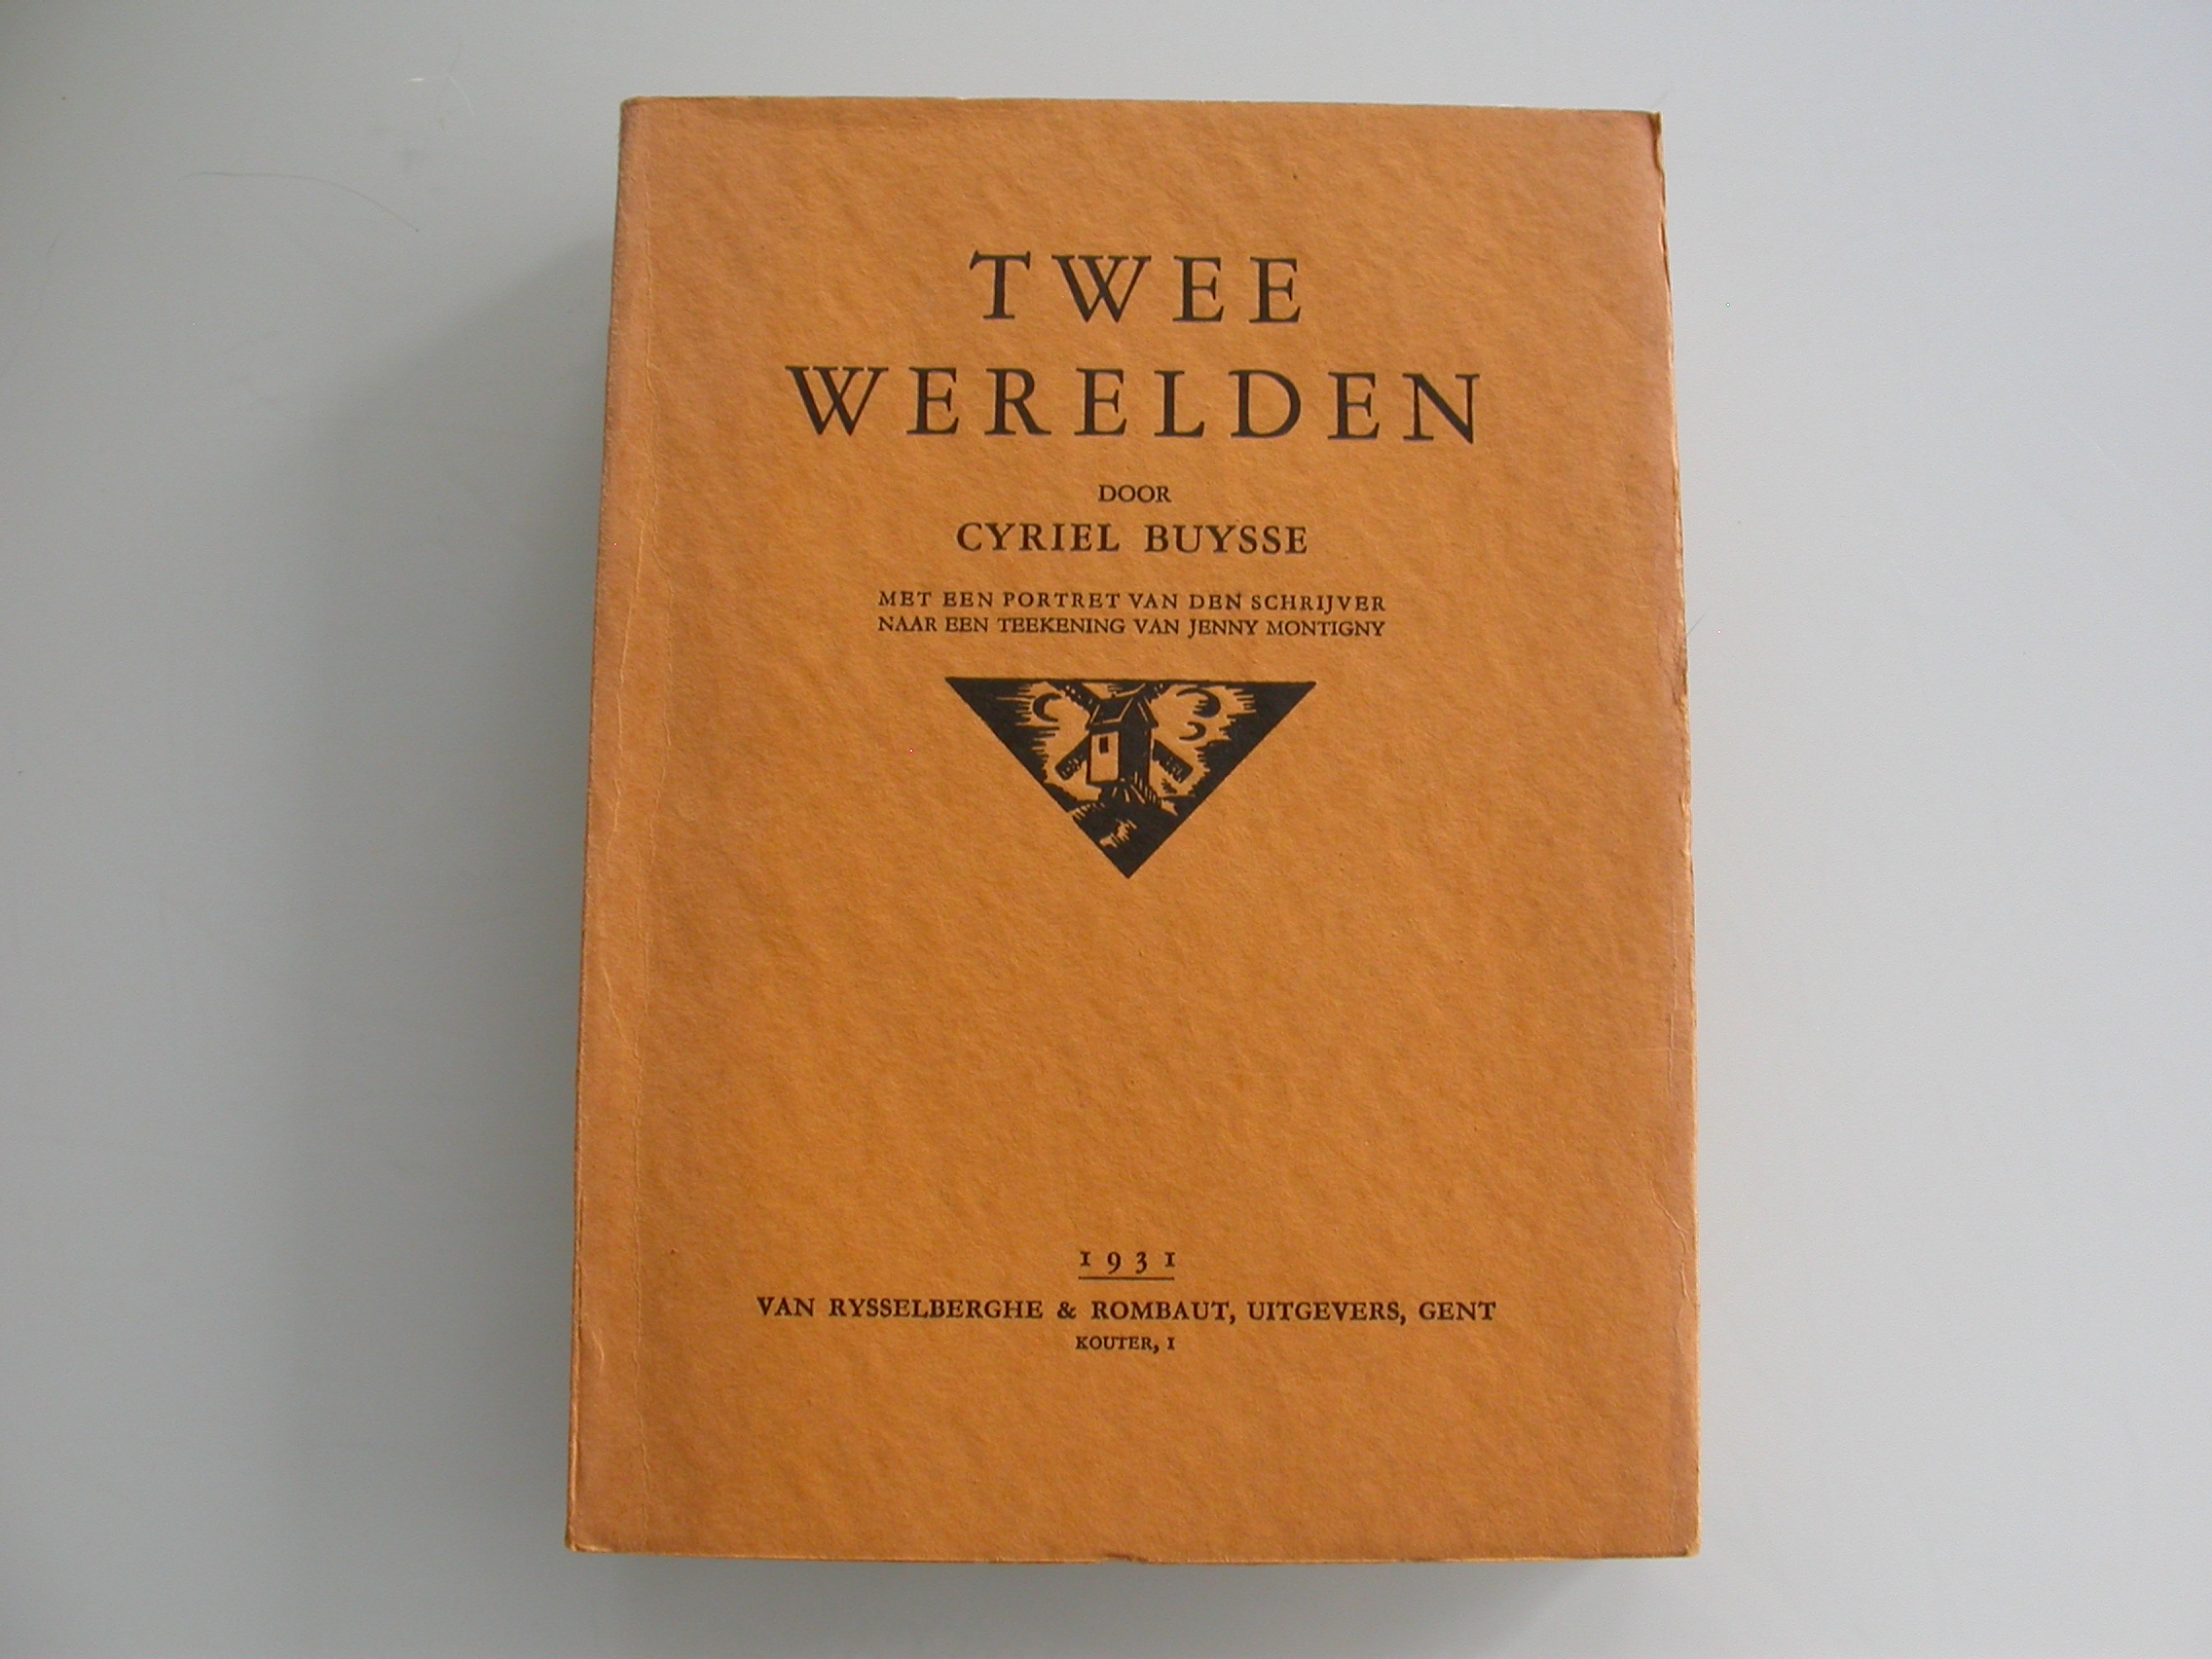 TWEE
WERELDEN
DOOR
CYRIEL BUYSSE
MET EEN PORTRET VAN DEN SCHRIJVER
NAAR EEN TEEKENING VAN JENNY MONTIGNY
1931
VAN RYSSELBERGHE & ROMBAUT, UITGEVERS, GENT
KOUTER, 1